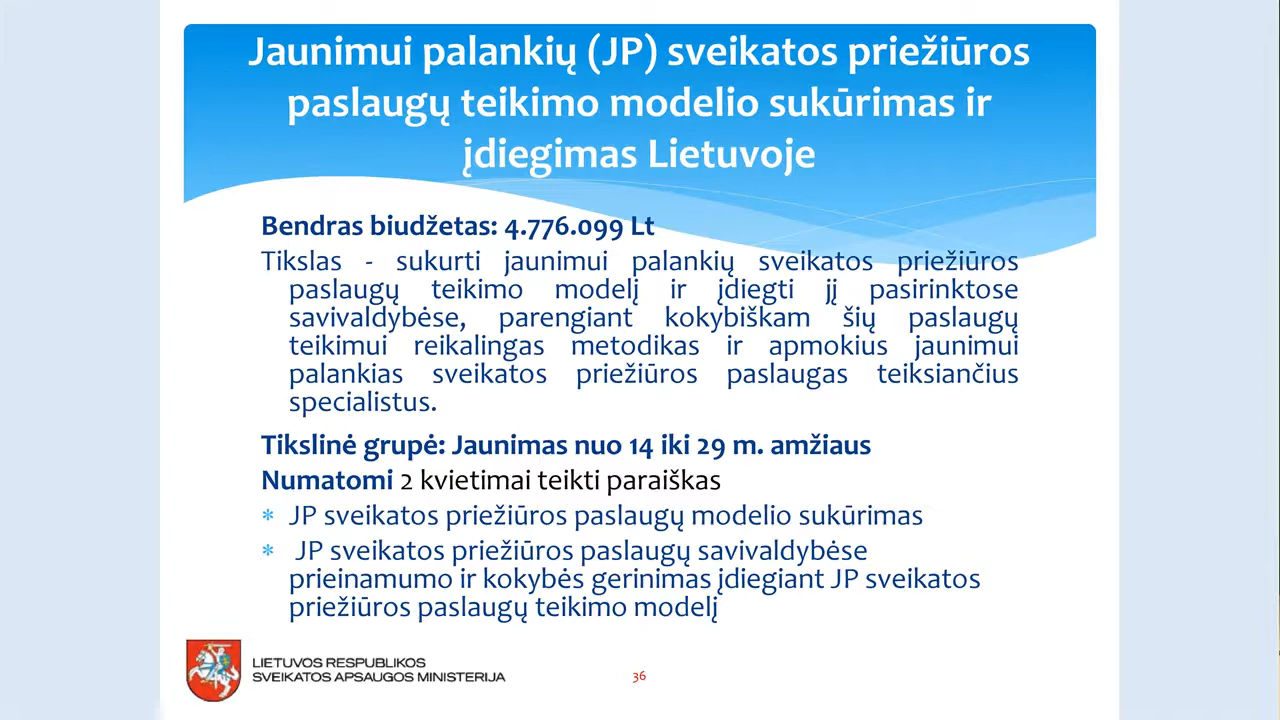 Jaunimui palankių (JP) sveikatos priežiūros
paslaugų teikimo modelio sukūrimas ir
įdiegimas Lietuvoje
Bendras biudžetas: 4.776.099 Lt
Tikslas - sukurti jaunimui palankių sveikatos priežiūros
paslaugų teikimo modelį ir įdiegti jį pasirinktose
savivaldybėse, parengiant kokybiškam šių paslaugų
teikimui reikalingas metodikas ir apmokius jaunimui
palankias sveikatos priežiūros paslaugas teiksiančius
specialistus.
Tikslinė grupė: Jaunimas nuo 14 iki 29 m. amžiaus
Numatomi 2 kvietimai teikti paraiškas
* JP sveikatos priežiūros paslaugų modelio sukūrimas
* JP sveikatos priežiūros paslaugų savivaldybėse
prieinamumo ir kokybės gerinimas įdiegiant JP sveikatos
priežiūros paslaugų teikimo modelį
LIETUVOS RESPUBLIKOS
SVEIKATOS APSAUGOS MINISTERIJA
36